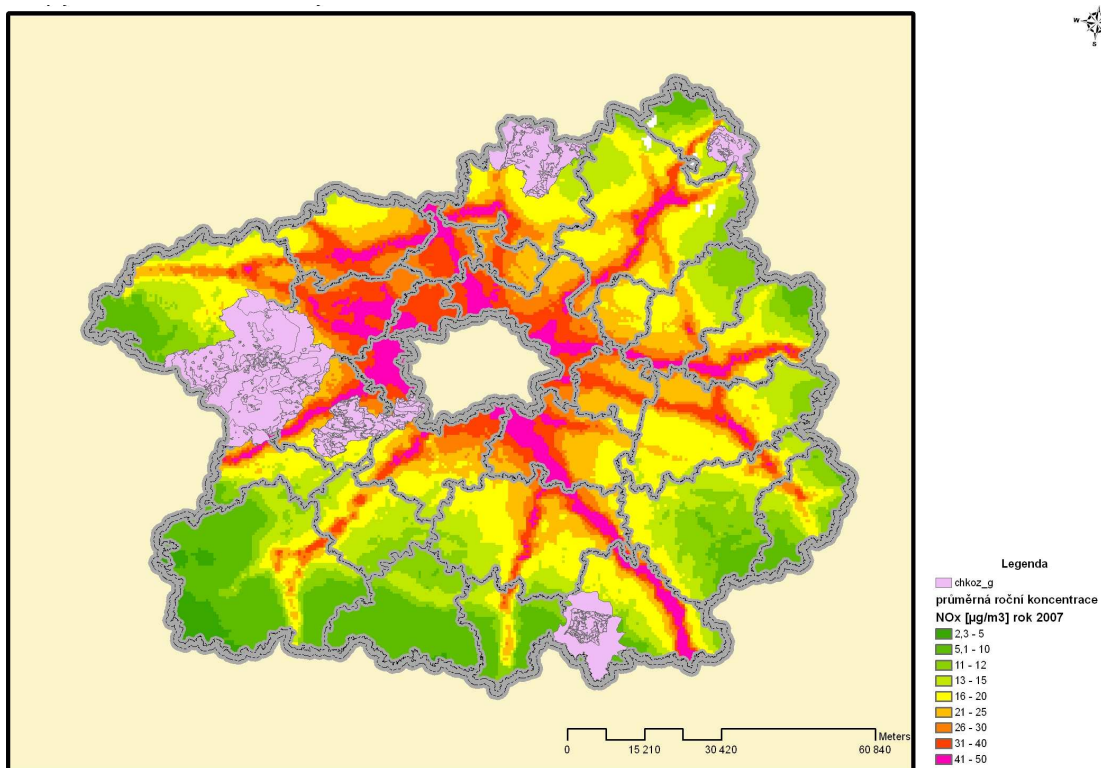 W
S
Legenda
chkoz_g
průměrná roční koncentrace
NOx [µg/m3] rok 2007
2,3 - 5
5,1 - 10
11 - 12
13 - 15
16 - 20
21 - 25
26 - 30
31 - 40
41 - 50
Meters
0 15 210 30 420 60 840